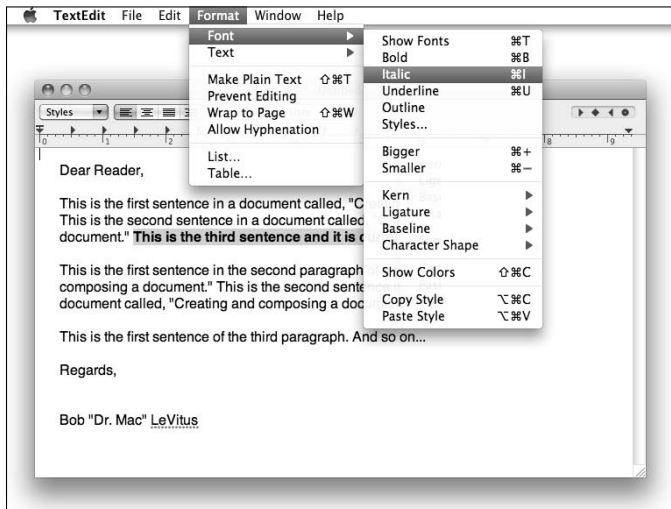 TextEdit File Edit Format Window Help
Font
Text
Make Plain Text ⇧⌘T
Prevent Editing
Wrap to Page ⇧⌘W
Allow Hyphenation
List...
Table...
Show Fonts ⌘T
Bold ⌘B
Italic ⌘I
Underline ⌘U
Outline
Styles...
Bigger ⌘+
Smaller ⌘−
Kern
Ligature
Baseline
Character Shape
Show Colors ⇧⌘C
Copy Style ⌥⌘C
Paste Style ⌥⌘V
Styles
0 1 2 8 9
Dear Reader,
This is the first sentence in a document called,
This is the second sentence in a document called
document." This is the third sentence and it is
This is the first sentence in the second paragraph
composing a document." This is the second
document called, "Creating and composing a
This is the first sentence of the third paragraph. And so on...
Regards,
Bob "Dr. Mac" LeVitus